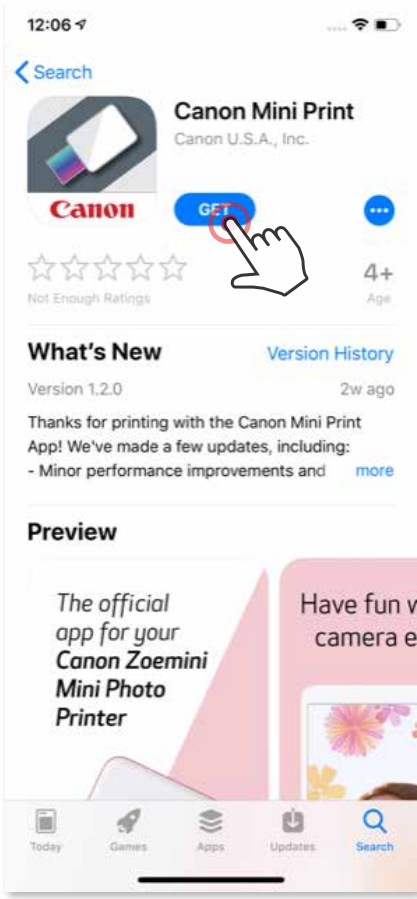 12:06
Search
Canon Mini Print
Canon U.S.A., Inc.
Canon
GET
4+
Not Enough Ratings
Age
What's New
Version History
Version 1.2.0
2w ago
Thanks for printing with the Canon Mini Print
App! We've made a few updates, including:
- Minor performance improvements and more
Preview
The official
app for your
Canon Zoemini
Mini Photo
Printer
Have fun w
camera e
Today
Games
Apps
Updates
Search